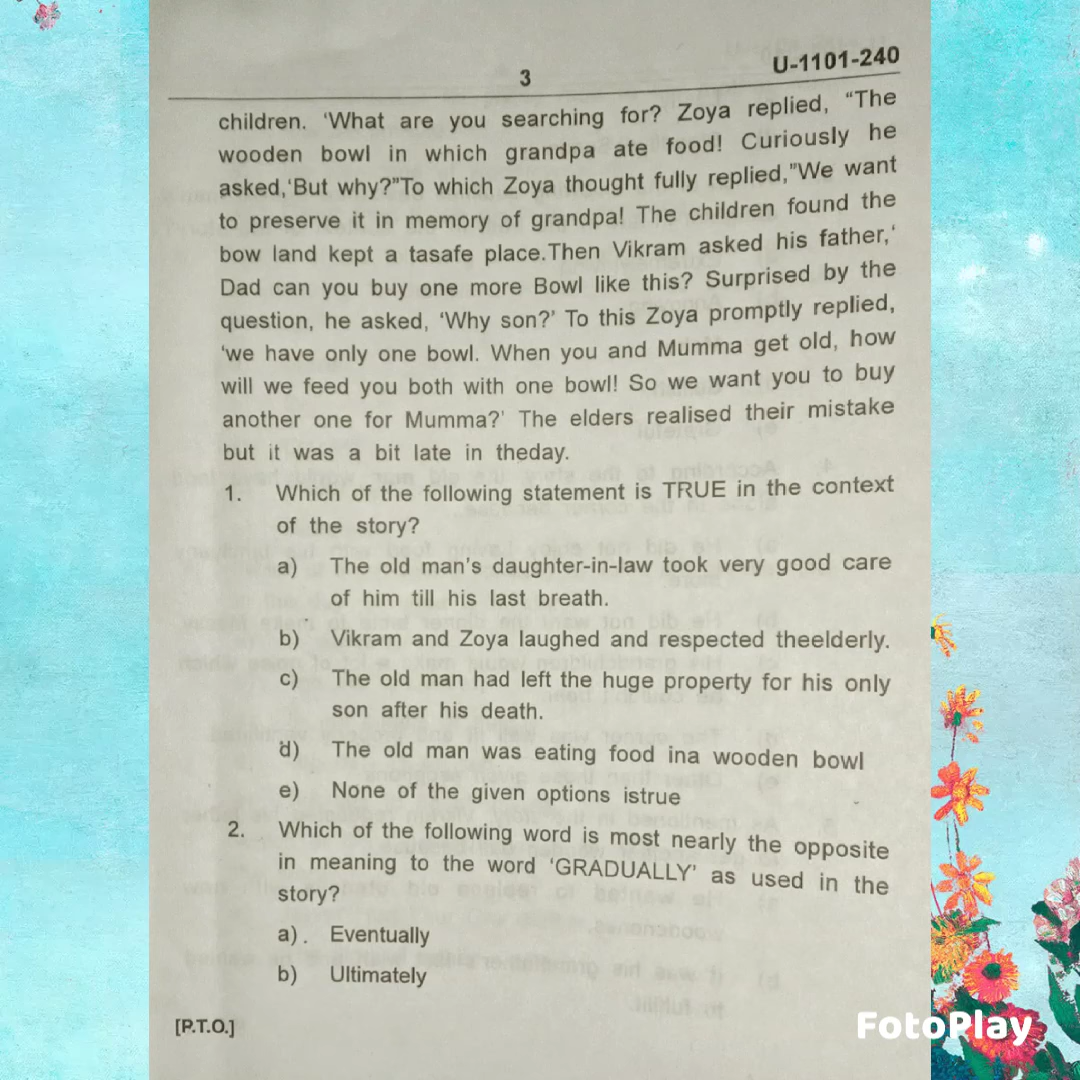 3
U-1101-240
children. ‘What are you searching for? Zoya replied, “The
wooden bowl in which grandpa ate food! Curiously he
asked,‘But why?”To which Zoya thought fully replied,”We want
to preserve it in memory of grandpa! The children found the
bow land kept a tasafe place.Then Vikram asked his father,‘
Dad can you buy one more Bowl like this? Surprised by the
question, he asked, ‘Why son?’ To this Zoya promptly replied,
‘we have only one bowl. When you and Mumma get old, how
will we feed you both with one bowl! So we want you to buy
another one for Mumma?’ The elders realised their mistake
but it was a bit late in theday.
1. Which of the following statement is TRUE in the context
of the story?
a) The old man's daughter-in-law took very good care
of him till his last breath.
b) Vikram and Zoya laughed and respected theelderly.
c) The old man had left the huge property for his only
son after his death.
d) The old man was eating food ina wooden bowl
e) None of the given options istrue
2. Which of the following word is most nearly the opposite
in meaning to the word ‘GRADUALLY’ as used in the
story?
a). Eventually
b) Ultimately
[P.T.O.]
FotoPlay